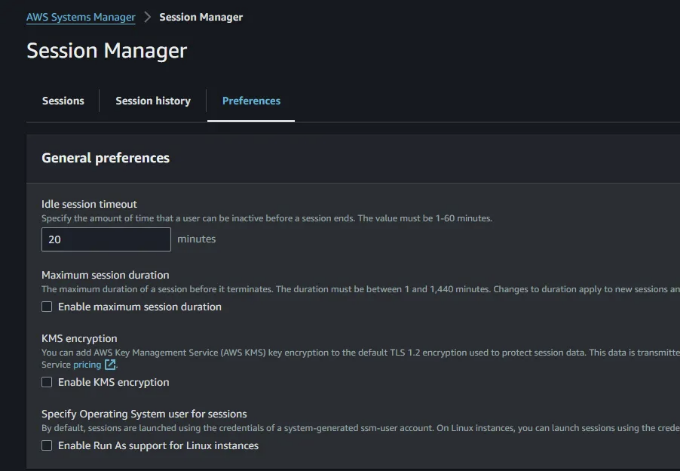 AWS Systems Manager > Session Manager
Session Manager
Sessions Session history Preferences
General preferences
Idle session timeout
Specify the amount of time that a user can be inactive before a session ends. The value must be 1-60 minutes.
20 minutes
Maximum session duration
The maximum duration of a session before it terminates. The duration must be between 1 and 1,440 minutes. Changes to duration apply to new sessions an
Enable maximum session duration
KMS encryption
You can add AWS Key Management Service (AWS KMS) key encryption to the default TLS 1.2 encryption used to protect session data. This data is transmitte
Service pricing.
Enable KMS encryption
Specify Operating System user for sessions
By default, sessions are launched using the credentials of a system-generated ssm-user account. On Linux instances, you can launch sessions using the crede
Enable Run As support for Linux instances